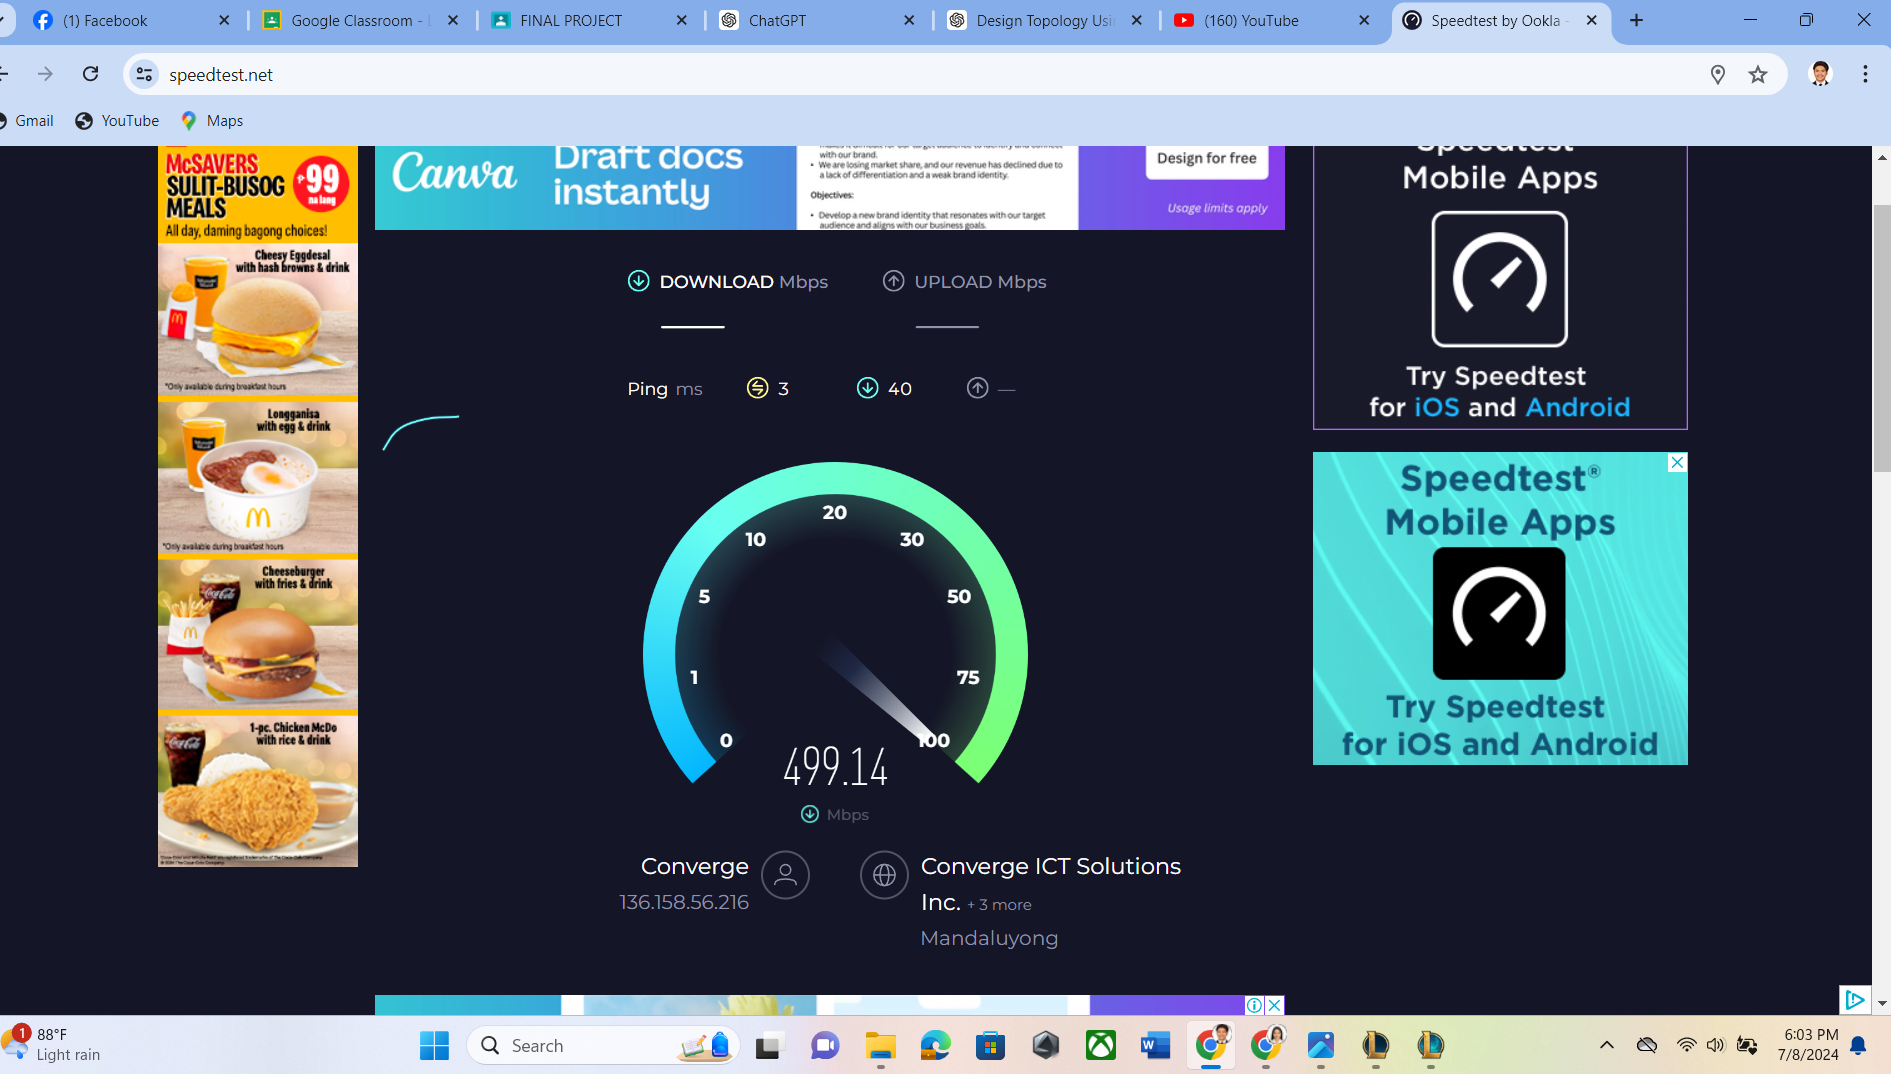 (1) Facebook
Google Classroom -
FINAL PROJECT
ChatGPT
Design Topology Usi
(160) YouTube
Speedtest by Ookla -
speedtest.net
Gmail
YouTube
Maps
McSAVERS
SULIT-BUSOG
MEALS
₱99
na lang
All day, daming bagong choices!
Cheesy Eggdesal
with hash browns & drink
*Only available during breakfast hours
Longganisa
with egg & drink
*Only available during breakfast hours
Cheeseburger
with fries & drink
1-pc. Chicken McDo
with rice & drink
Canva
Draft docs
instantly
with our brand.
• We are losing market share, and our revenue has declined due to
a lack of differentiation and a weak brand identity.
Objectives:
• Develop a new brand identity that resonates with our target
audience and aligns with our business goals.
Design for free
Usage limits apply
DOWNLOAD Mbps
UPLOAD Mbps
Ping ms
3
40
—
0
1
5
10
20
30
50
75
100
499.14
Mbps
Converge
136.158.56.216
Converge ICT Solutions
Inc. + 3 more
Mandaluyong
Speedtest
Mobile Apps
Try Speedtest
for iOS and Android
Speedtest®
Mobile Apps
Try Speedtest
for iOS and Android
1
88°F
Light rain
Search
6:03 PM
7/8/2024